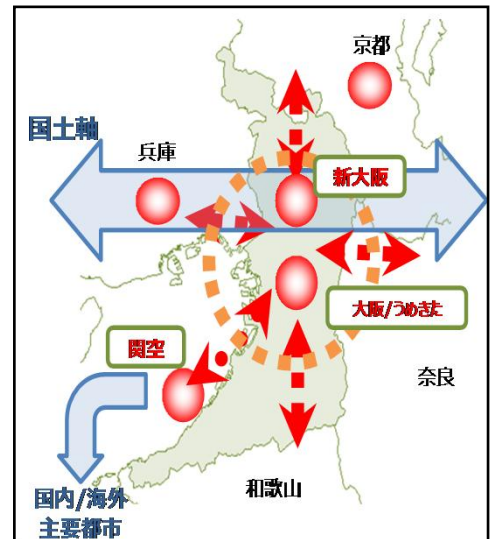 京都
国土軸
兵庫
新大阪
大阪/うめきた
関空
奈良
国内/海外
主要都市
和歌山